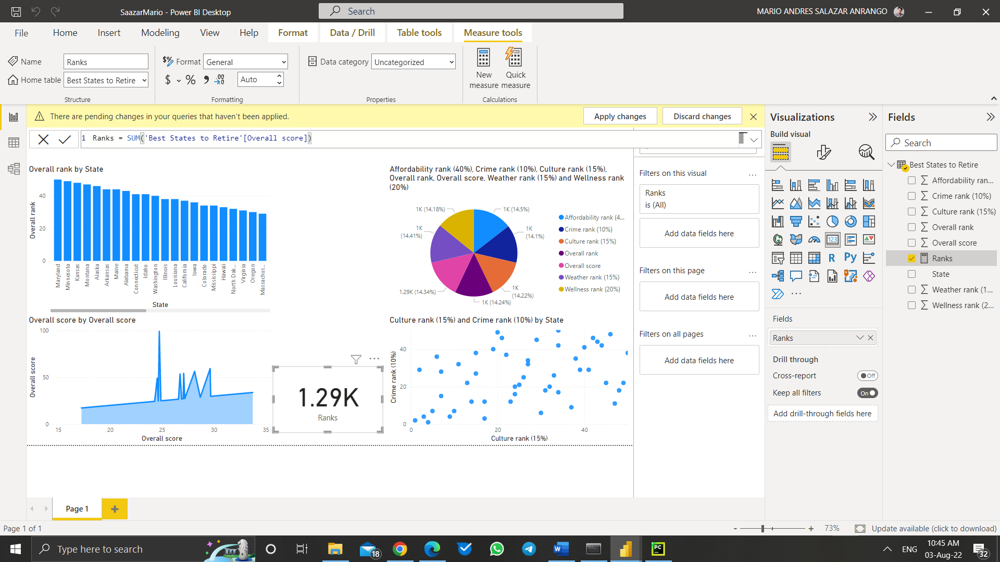 SaazarMario - Power BI Desktop
Search
MARIO ANDRES SALAZAR ANRANGO
File
Home
Insert
Modeling
View
Help
Format
Data / Drill
Table tools
Measure tools
Name
Ranks
Home table
Best States to Retire
Structure
Format
General
$
%
Auto
Formatting
Data category
Uncategorized
Properties
New
measure
Quick
measure
Calculations
There are pending changes in your queries that haven't been applied.
Apply changes
Discard changes
1 Ranks = SUM('Best States to Retire'[Overall score])
Overall rank by State
Overall rank
40
20
0
Maryland
Minnesota
Kansas
Montana
Alaska
Arkansas
Maine
Alabama
Connecticut
Idaho
Washington
Illinois
Louisiana
California
Iowa
Colorado
Mississippi
Hawaii
North Dak...
Virginia
Oregon
Massachus...
State
Affordability rank (40%), Crime rank (10%), Culture rank (15%),
Overall rank, Overall score, Weather rank (15%) and Wellness rank
(20%)
1K (14.18%)
1K (14.5%)
1K
(14.41%)
1K
(14.1%)
1.29K (14.34%)
1K
(14.22%)
1K (14.24%)
Affordability rank (4...
Crime rank (10%)
Culture rank (15%)
Overall rank
Overall score
Weather rank (15%)
Wellness rank (20%)
Overall score by Overall score
Overall score
100
50
0
15
20
25
30
35
Overall score
1.29K
Ranks
Culture rank (15%) and Crime rank (10%) by State
Crime rank (10%)
40
20
0
0
20
40
Culture rank (15%)
Filters on this visual
...
Ranks
is (All)
Add data fields here
Filters on this page
...
Add data fields here
Filters on all pages
...
Add data fields here
Visualizations
Build visual
123
R
Py
...
Fields
Ranks
Drill through
Cross-report
Off
Keep all filters
On
Add drill-through fields here
Fields
Search
Best States to Retire
Affordability ran...
Crime rank (10%)
Culture rank (15%)
Overall rank
Overall score
Ranks
State
Weather rank (1...
Wellness rank (2...
Page 1
+
Page 1 of 1
-
+
73%
Update available (click to download)
Type here to search
18
W
PC
ENG
10:45 AM
03-Aug-22
32